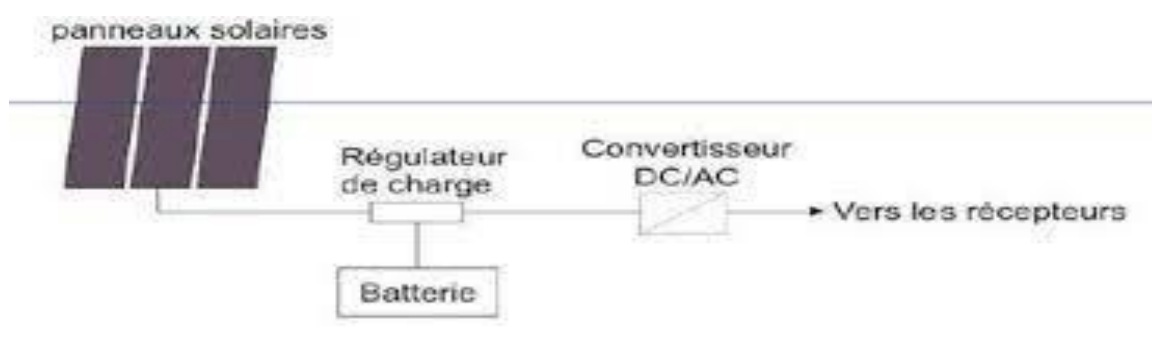 panneaux solaires
Régulateur
de charge
Convertisseur
DC/AC
Vers les récepteurs
Batterie